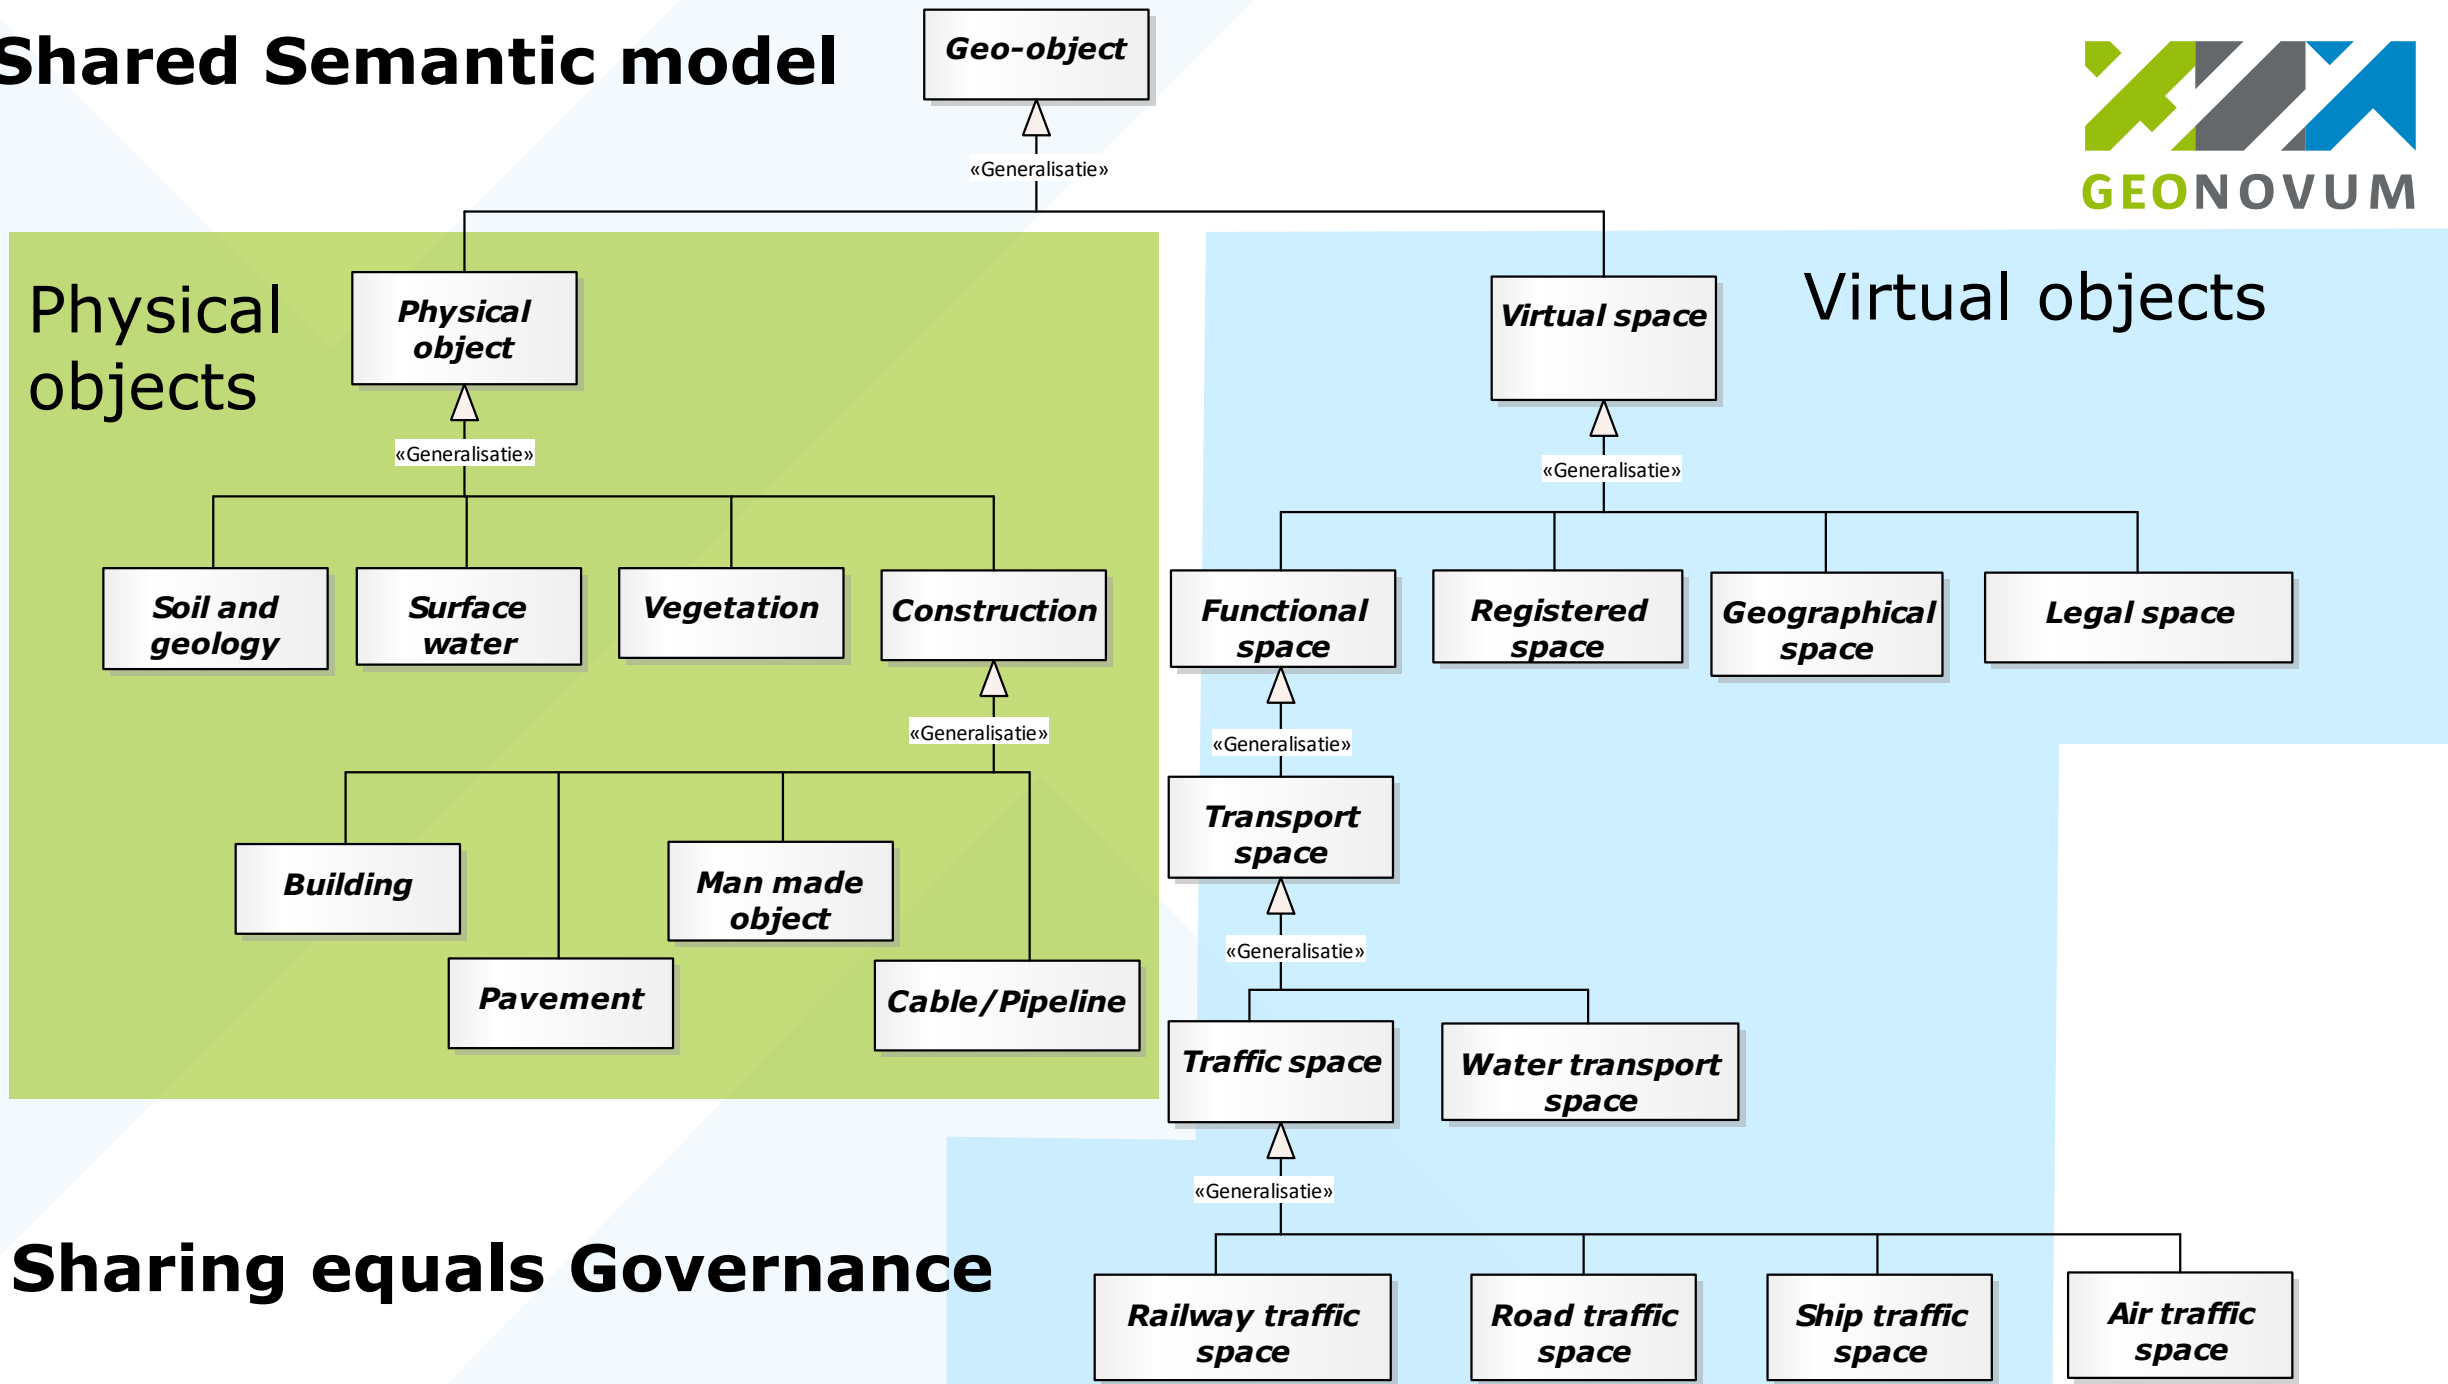 Shared Semantic model
Geo-object
«Generalisatie»
GEONOVUM
Physical
objects
Physical
object
Virtual space
Virtual objects
«Generalisatie»
«Generalisatie»
Soil and
geology
Surface
water
Vegetation
Construction
Functional
space
Registered
space
Geographical
space
Legal space
«Generalisatie»
«Generalisatie»
Transport
space
Building
Man made
object
Pavement
Cable/Pipeline
«Generalisatie»
Traffic space
Water transport
space
«Generalisatie»
Sharing equals Governance
Railway traffic
space
Road traffic
space
Ship traffic
space
Air traffic
space